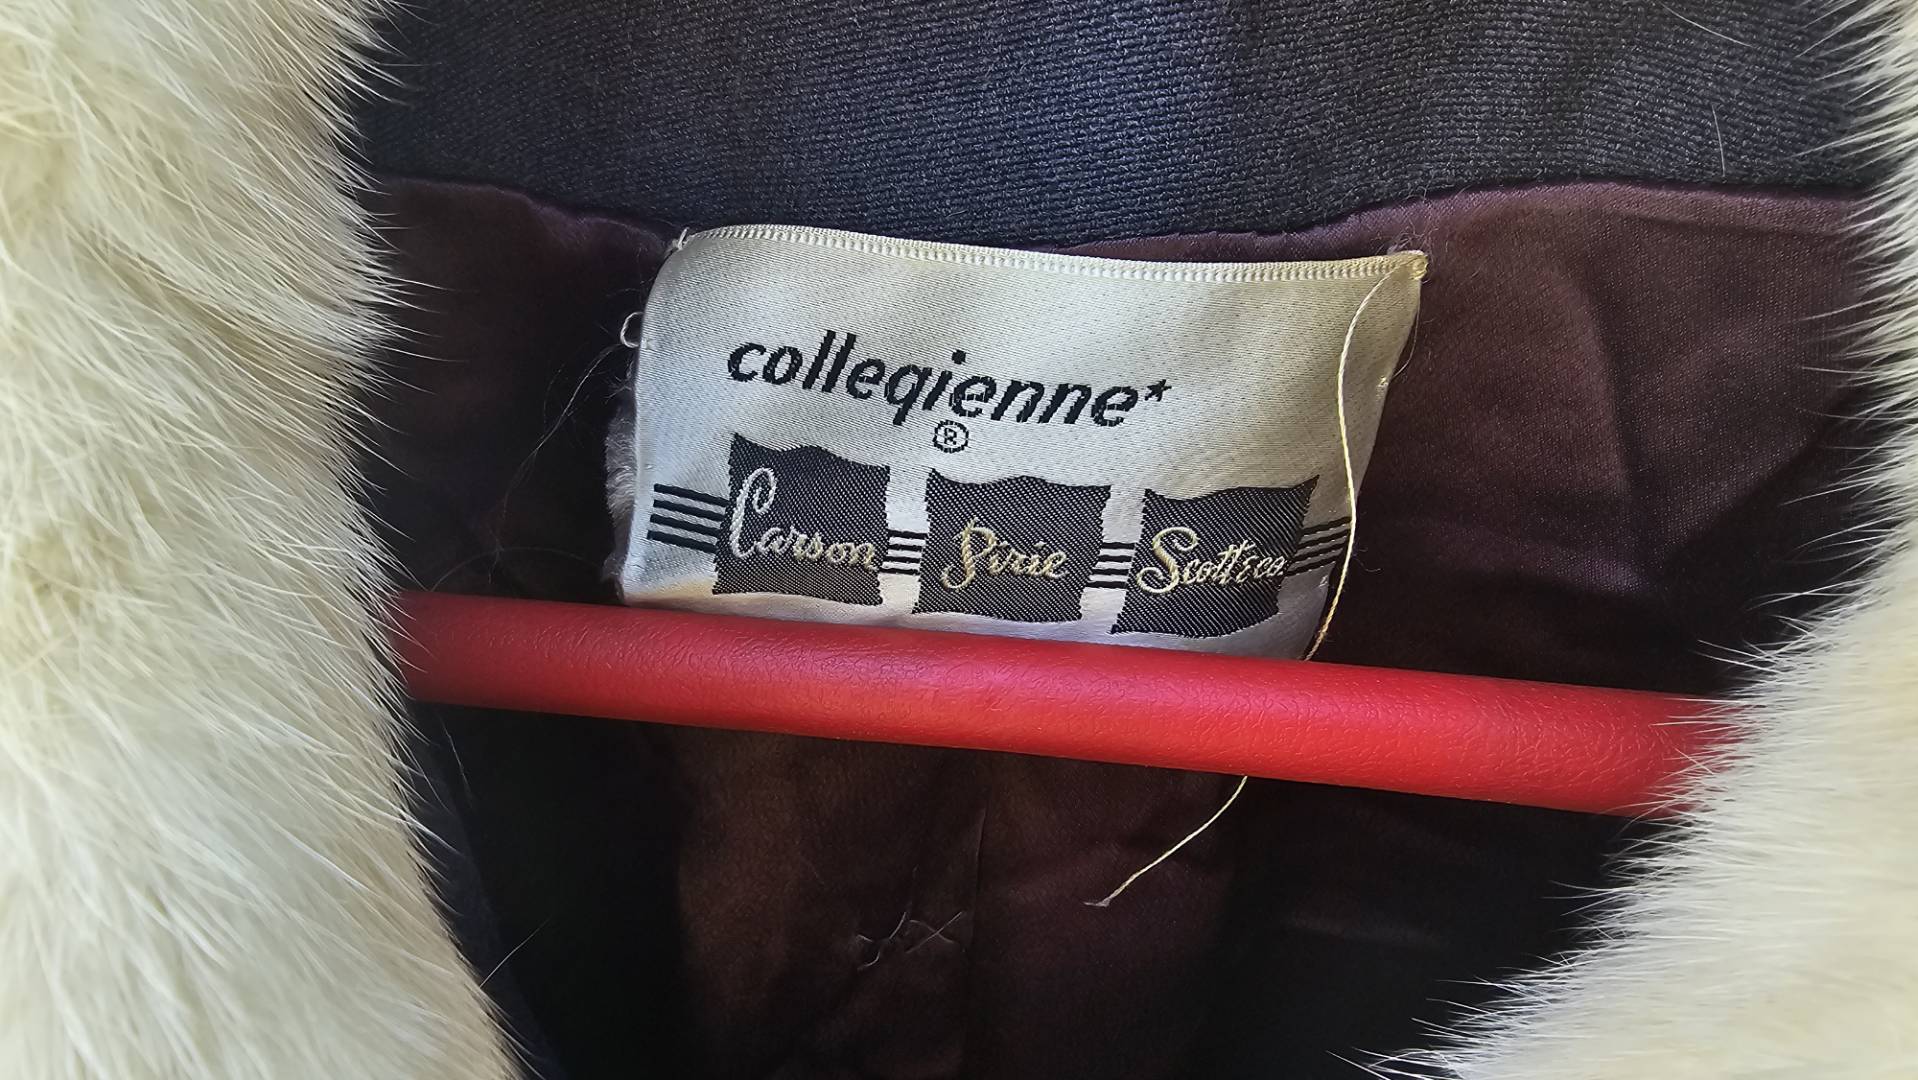 collegienne*
®
Carson Pirie Scott & co.